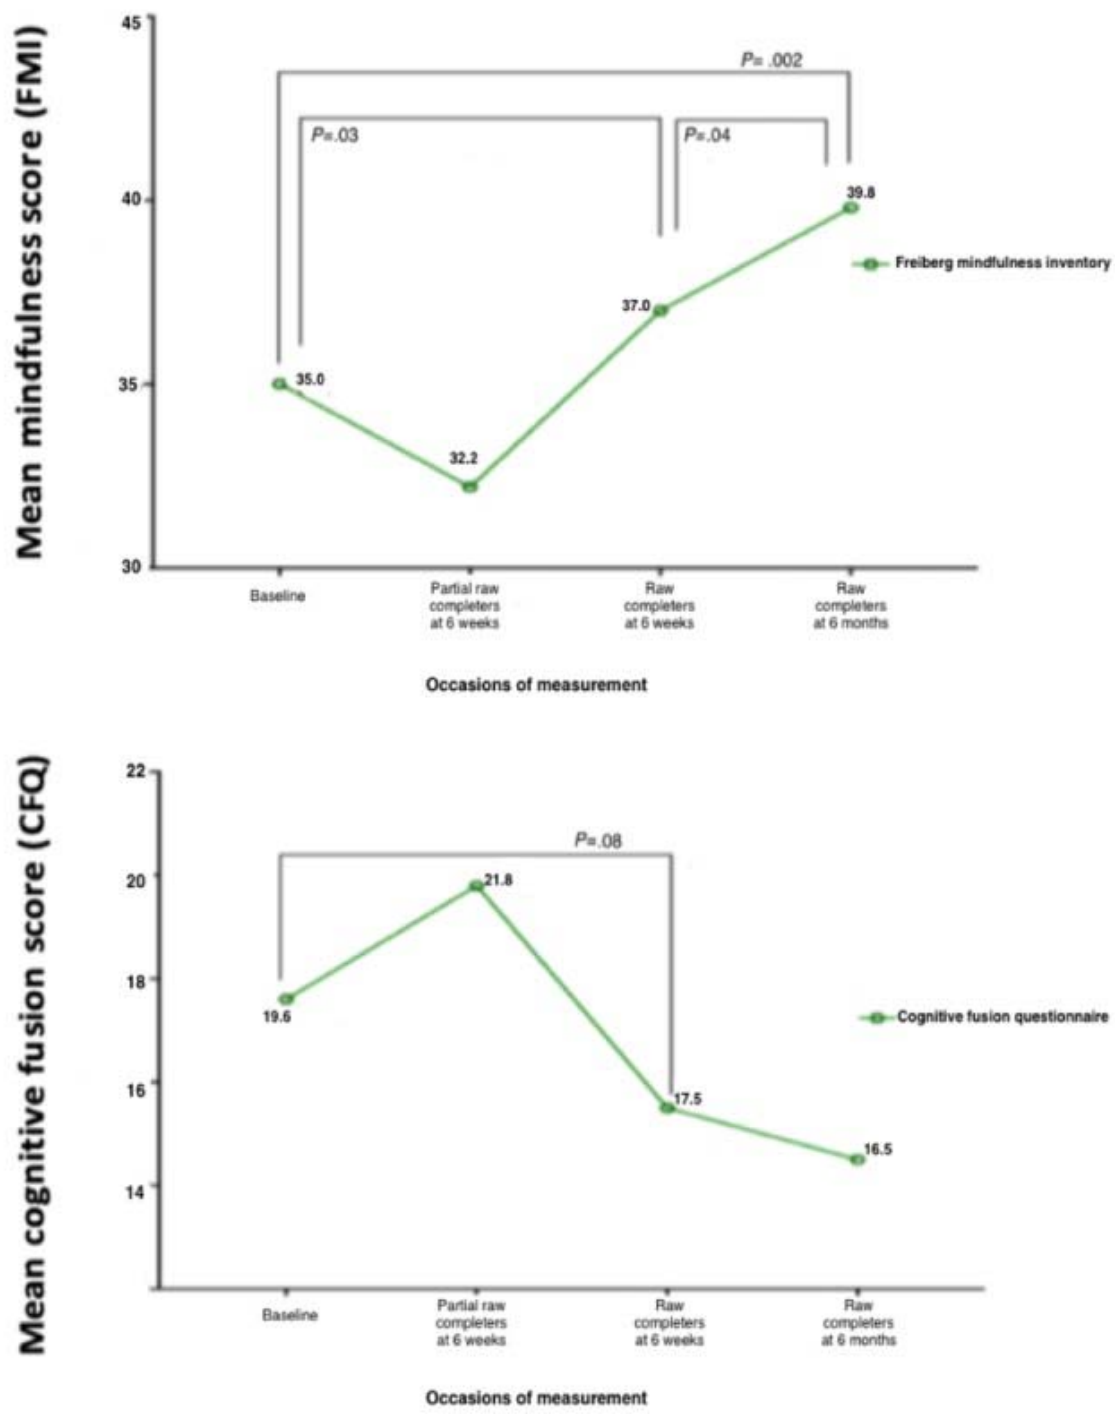 Mean mindfulness score (FMI)
45
40
35
30
P= .002
P=.03
P=.04
35.0
32.2
37.0
39.8
Freiberg mindfulness inventory
Baseline
Partial raw
completers
at 6 weeks
Raw
completers
at 6 weeks
Raw
completers
at 6 months
Occasions of measurement
Mean cognitive fusion score (CFQ)
22
20
18
16
14
P=.08
19.6
21.8
17.5
16.5
Cognitive fusion questionnaire
Baseline
Partial raw
completers
at 6 weeks
Raw
completers
at 6 weeks
Raw
completers
at 6 months
Occasions of measurement